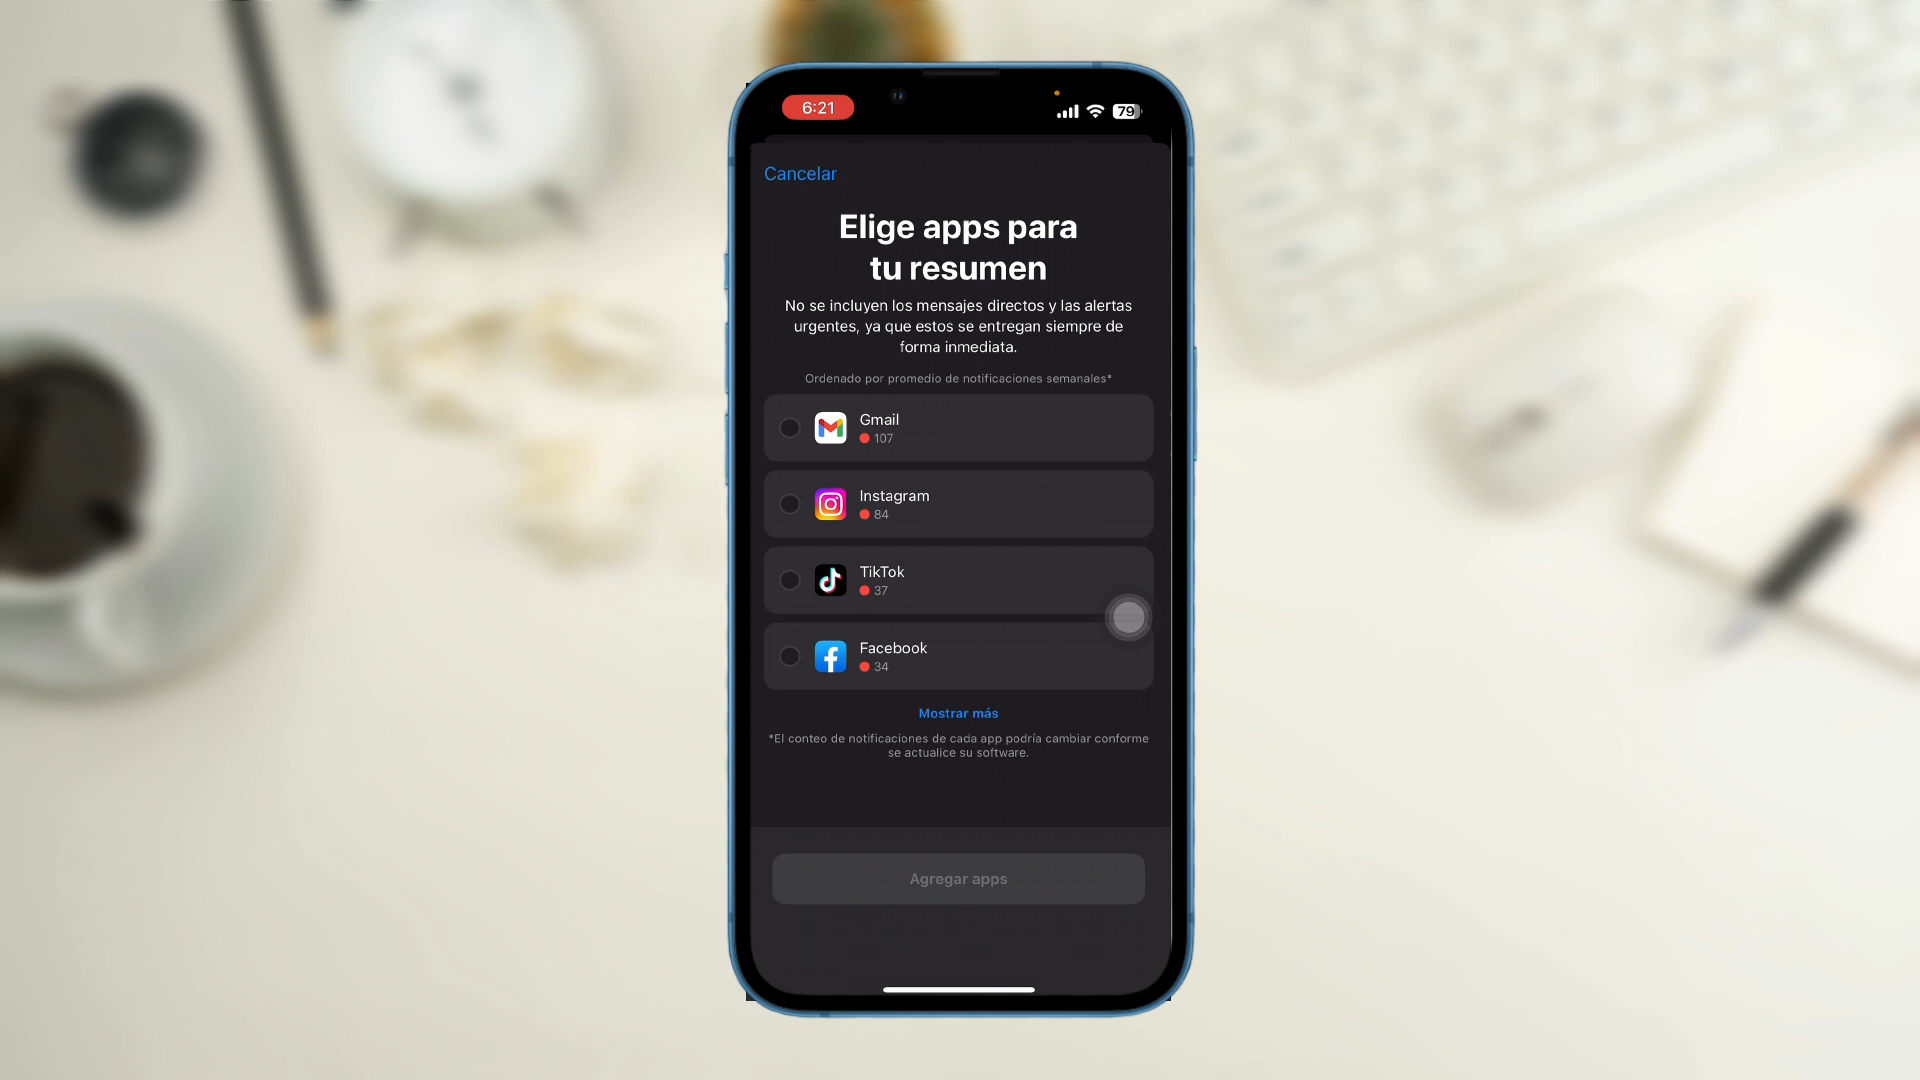 6:21
79
Cancelar
Elige apps para
tu resumen
No se incluyen los mensajes directos y las alertas
urgentes, ya que estos se entregan siempre de
forma inmediata.
Ordenado por promedio de notificaciones semanales*
Gmail
107
Instagram
84
TikTok
37
Facebook
34
Mostrar más
*El conteo de notificaciones de cada app podría cambiar conforme
se actualice su software.
Agregar apps